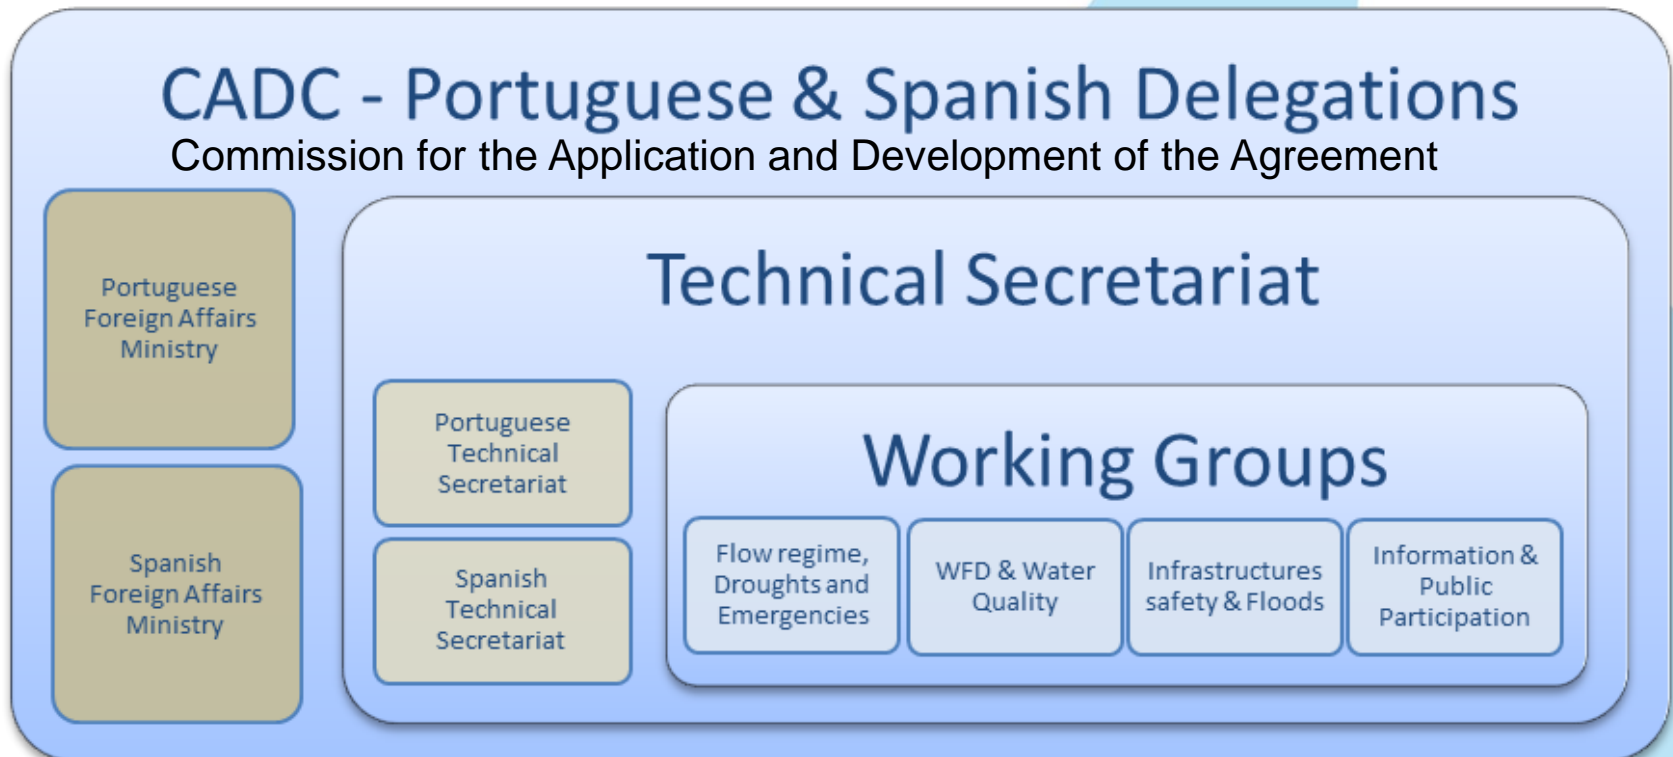 CADC - Portuguese & Spanish Delegations
Commission for the Application and Development of the Agreement
Portuguese
Foreign Affairs
Ministry
Spanish
Foreign Affairs
Ministry
Technical Secretariat
Portuguese
Technical
Secretariat
Spanish
Technical
Secretariat
Working Groups
Flow regime,
Droughts and
Emergencies
WFD & Water
Quality
Infrastructures
safety & Floods
Information &
Public
Participation